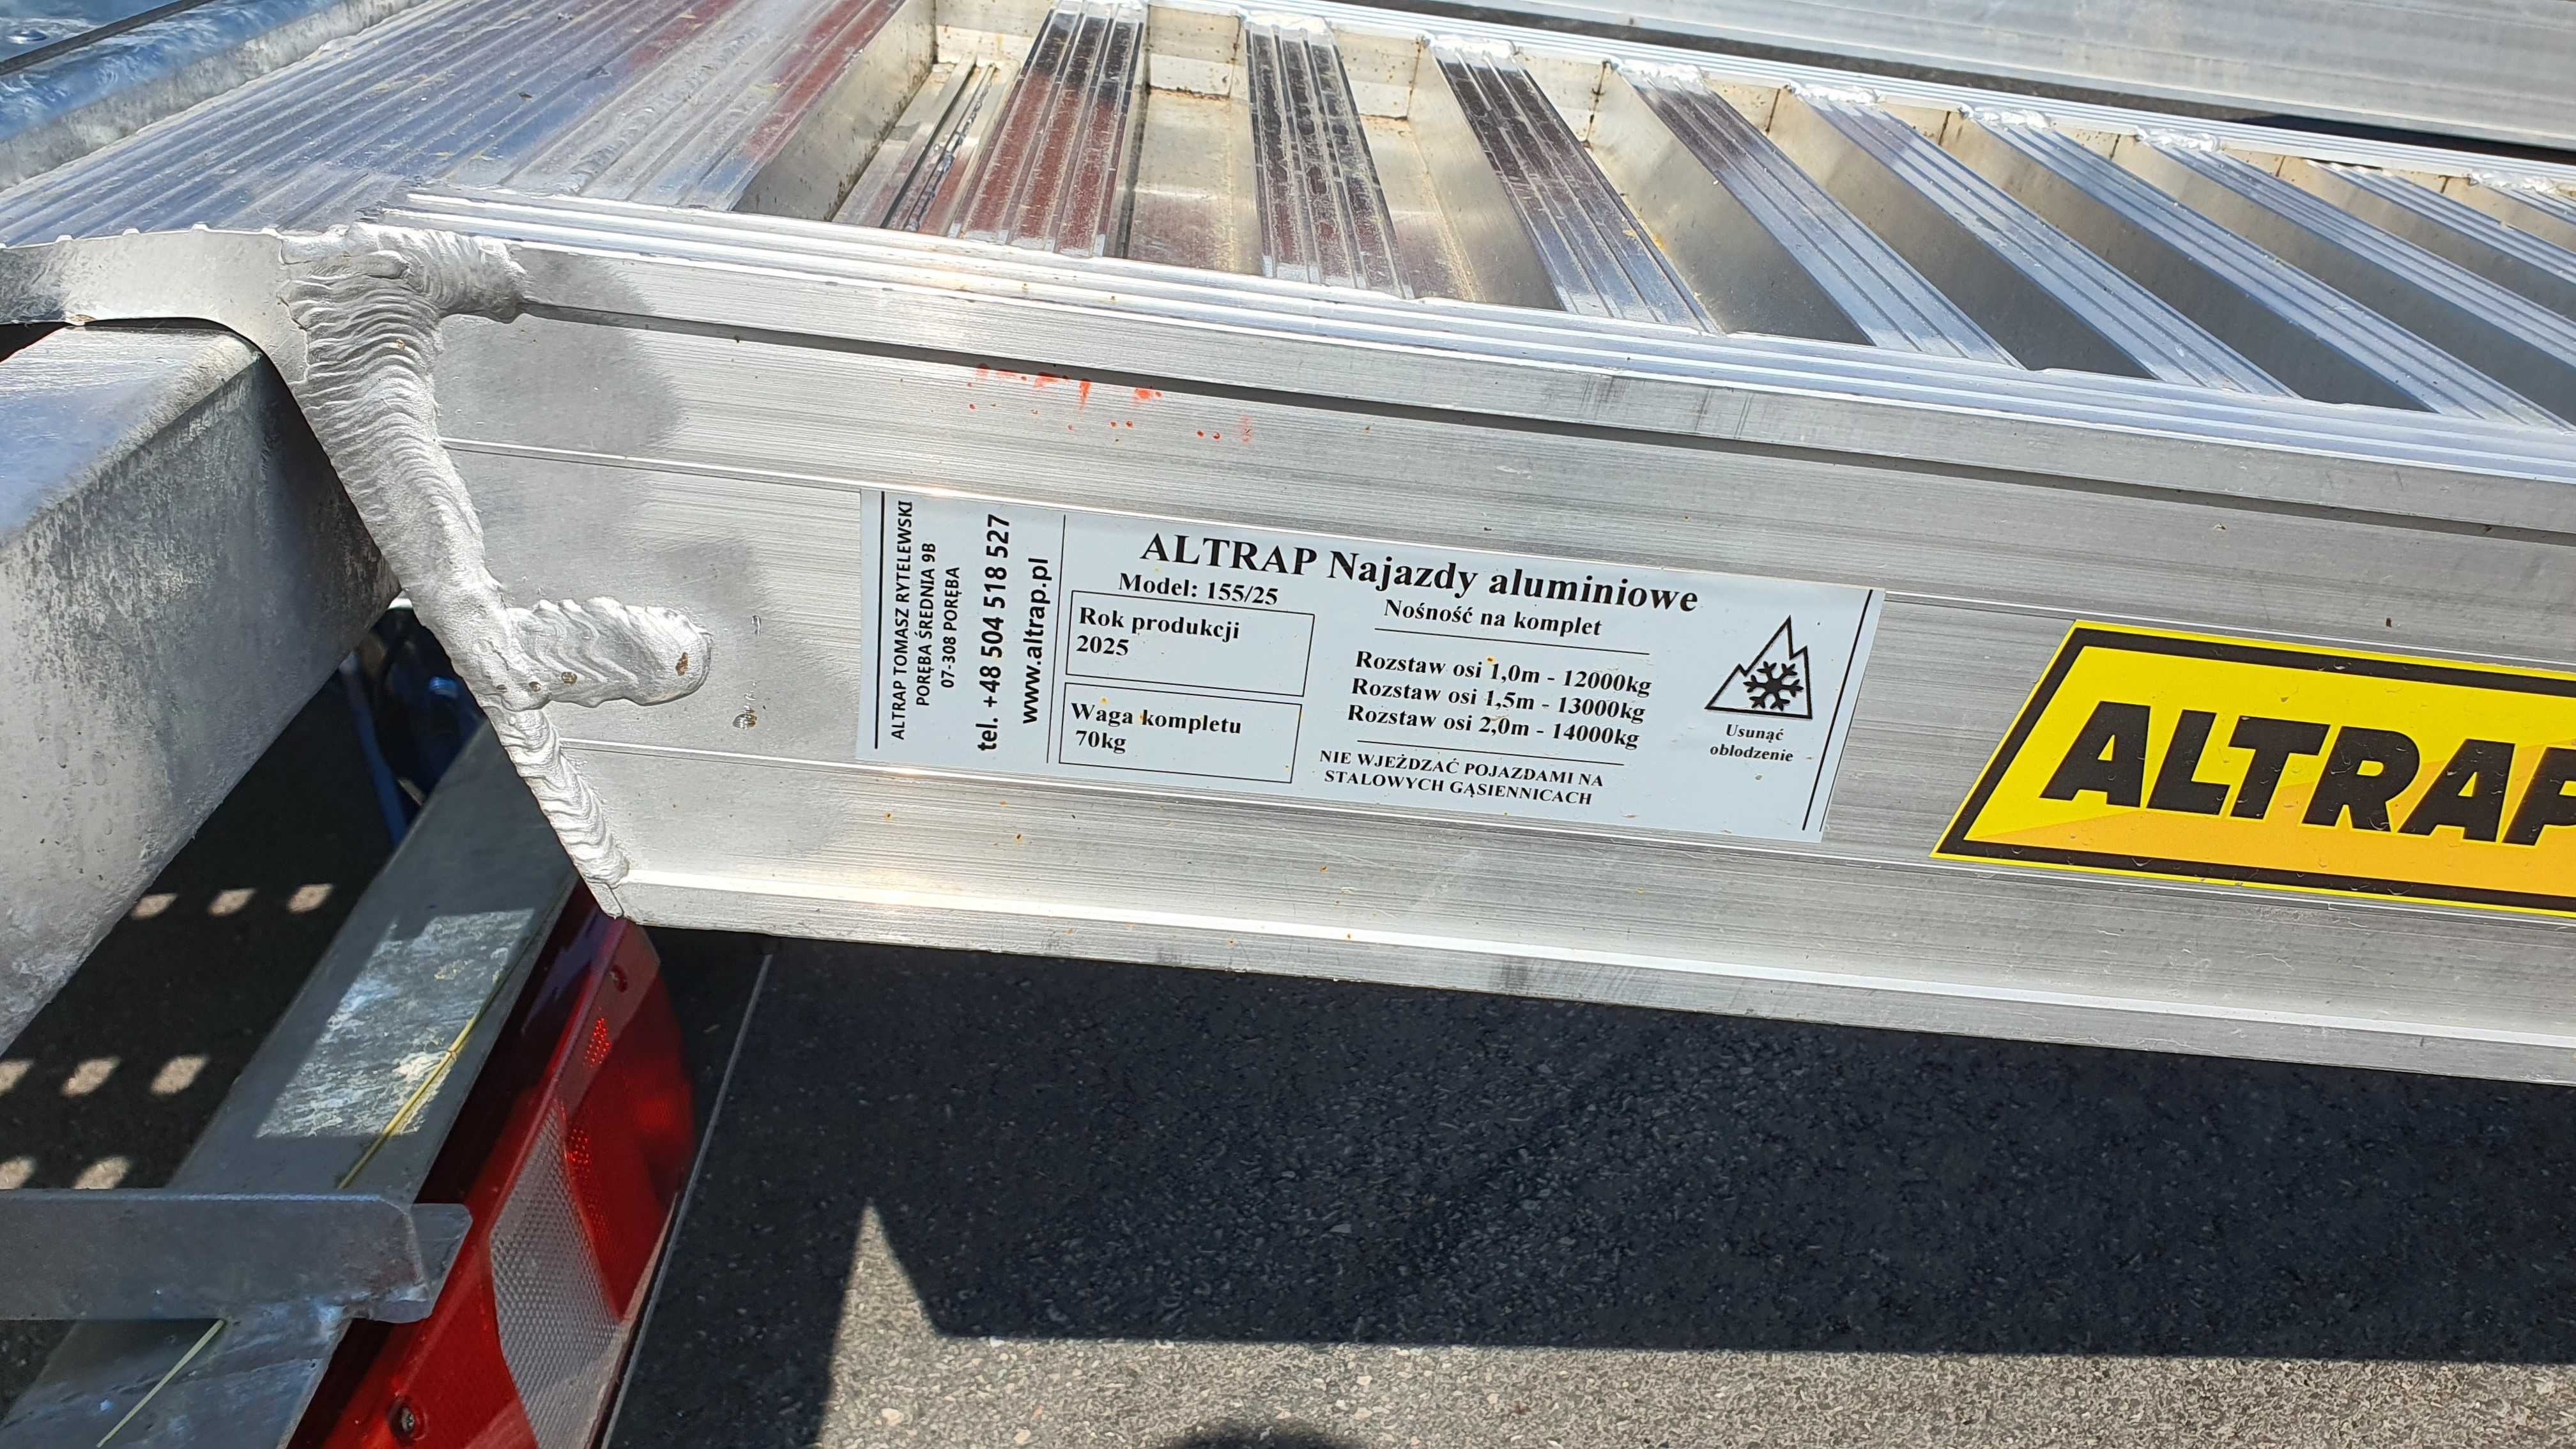 ALTRAP TOMASZ RYTELEWSKI
PORĘBA ŚREDNIA 9B
07-308 PORĘBA
tel. +48 504 518 527
www.altrap.pl
ALTRAP Najazdy aluminiowe
Model: 155/25
Rok produkcji
2025
Waga kompletu
70kg
Nośność na komplet
Rozstaw osi 1,0m - 12000kg
Rozstaw osi 1,5m - 13000kg
Rozstaw osi 2,0m - 14000kg
NIE WJEŻDZAĆ POJAZDAMI NA
STALOWYCH GĄSIENNICACH
Usunąć
oblodzenie
ALTRAP